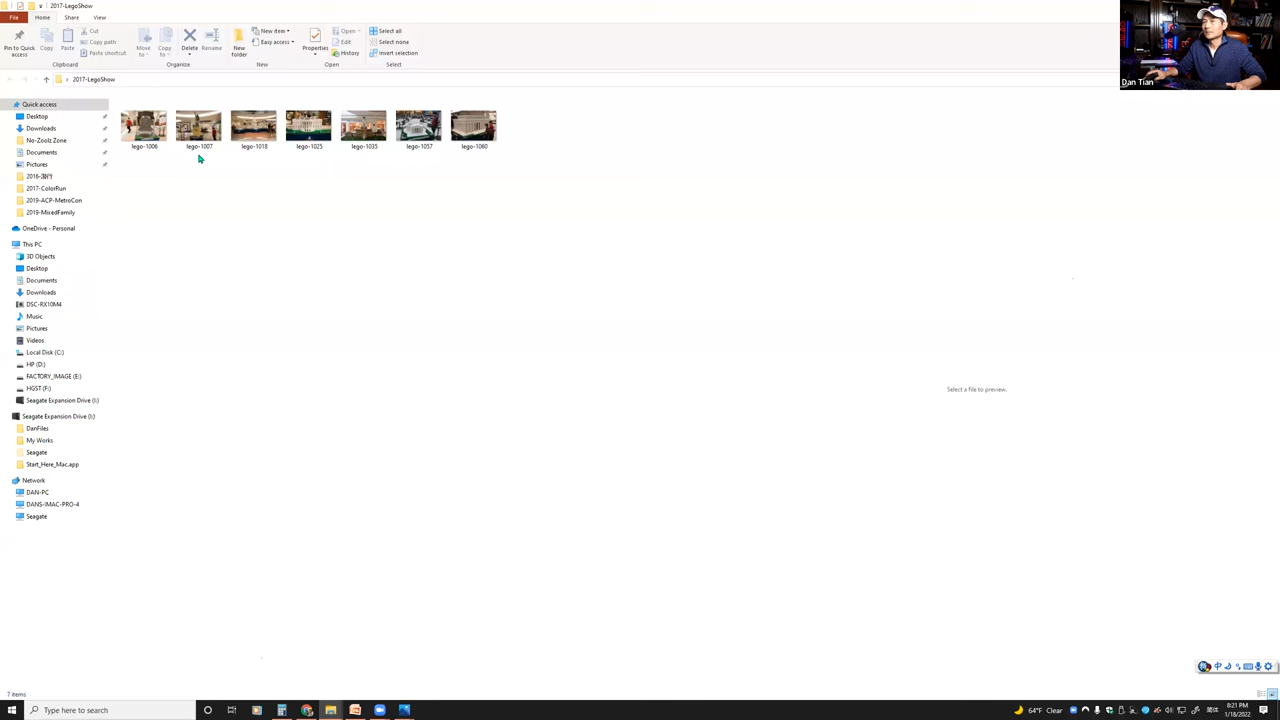 2017-LegoShow
File Home Share View
Pin to Quick access
Copy
Paste
Cut
Copy path
Paste shortcut
Clipboard
Move to
Copy to
Delete
Rename
Organize
New folder
New item
Easy access
New
Properties
Open
Edit
History
Open
Select all
Select none
Invert selection
Select
Dan Tian
2017-LegoShow
Quick access
Desktop
Downloads
No-Zoolz Zone
Documents
Pictures
2017-ColorRun
2019-ACP-MetroCon
2019-MixedFamily
OneDrive - Personal
This PC
3D Objects
Desktop
Documents
Downloads
DSC-RX10M4
Music
Pictures
Videos
Local Disk (C:)
HP (D:)
FACTORY_IMAGE (E:)
HGST (F:)
Seagate Expansion Drive (I:)
Seagate Expansion Drive (I:)
DanFiles
My Works
Seagate
Start_Here_Mac.app
Network
DAN-PC
DANS-IMAC-PRO-4
Seagate
lego-1006 lego-1007 lego-1018 lego-1025 lego-1035 lego-1057 lego-1060
Select a file to preview.
中
7 items
Type here to search
64°F Clear
8:21 PM
1/18/2022